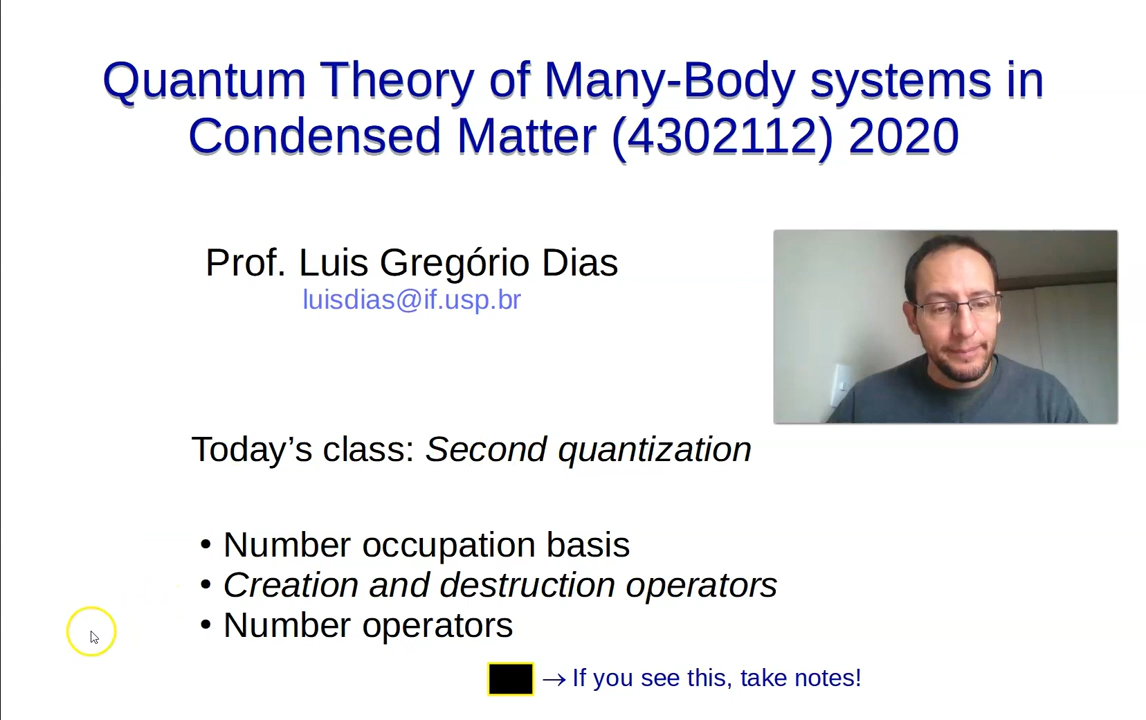 Quantum Theory of Many-Body systems in
Condensed Matter (4302112) 2020
Prof. Luis Gregório Dias
luisdias@if.usp.br
Today’s class: Second quantization
• Number occupation basis
• Creation and destruction operators
• Number operators
→ If you see this, take notes!